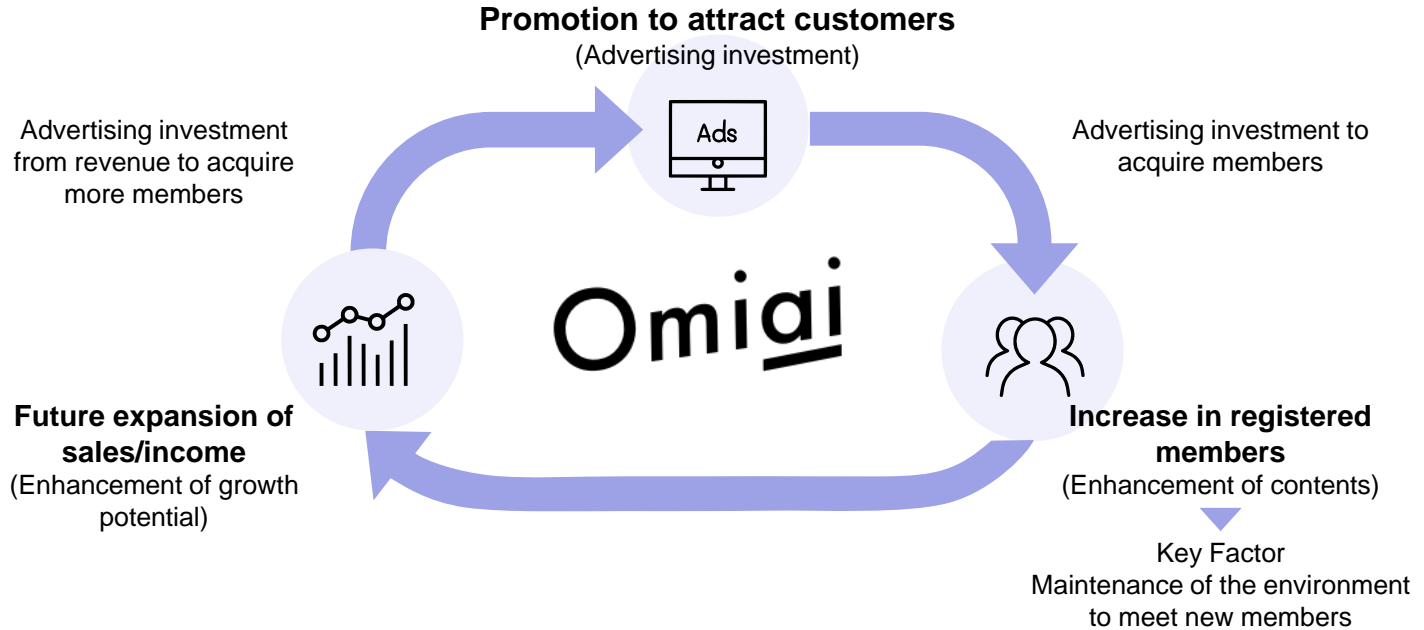 Promotion to attract customers
(Advertising investment)
Ads
Advertising investment
from revenue to acquire
more members
Advertising investment to
acquire members
Omiai
Future expansion of
sales/income
(Enhancement of growth
potential)
Increase in registered
members
(Enhancement of contents)
Key Factor
Maintenance of the environment
to meet new members